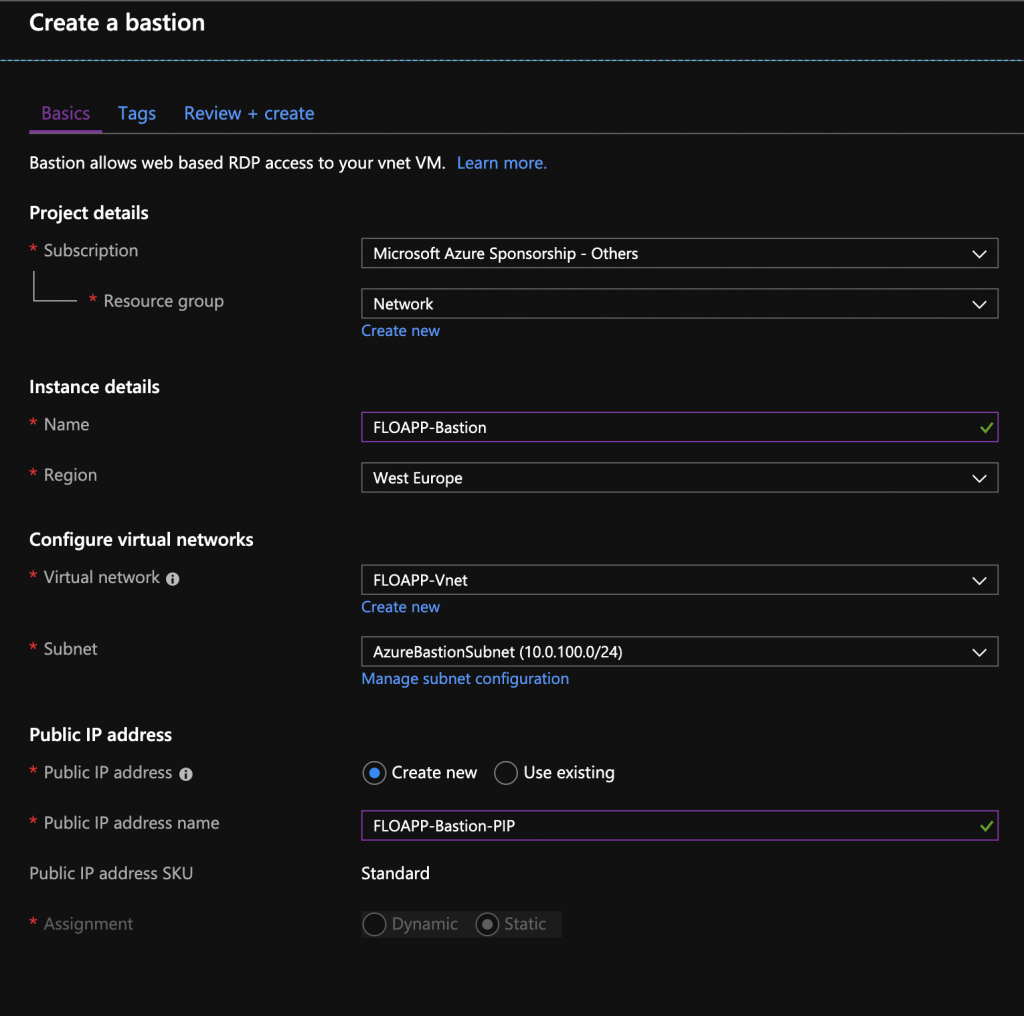 Create a bastion
Basics Tags Review + create
Bastion allows web based RDP access to your vnet VM. Learn more.
Project details
* Subscription Microsoft Azure Sponsorship - Others
* Resource group Network
Create new
Instance details
* Name FLOAPP-Bastion
* Region West Europe
Configure virtual networks
* Virtual network FLOAPP-Vnet
Create new
* Subnet AzureBastionSubnet (10.0.100.0/24)
Manage subnet configuration
Public IP address
* Public IP address Create new Use existing
* Public IP address name FLOAPP-Bastion-PIP
Public IP address SKU Standard
* Assignment Dynamic Static